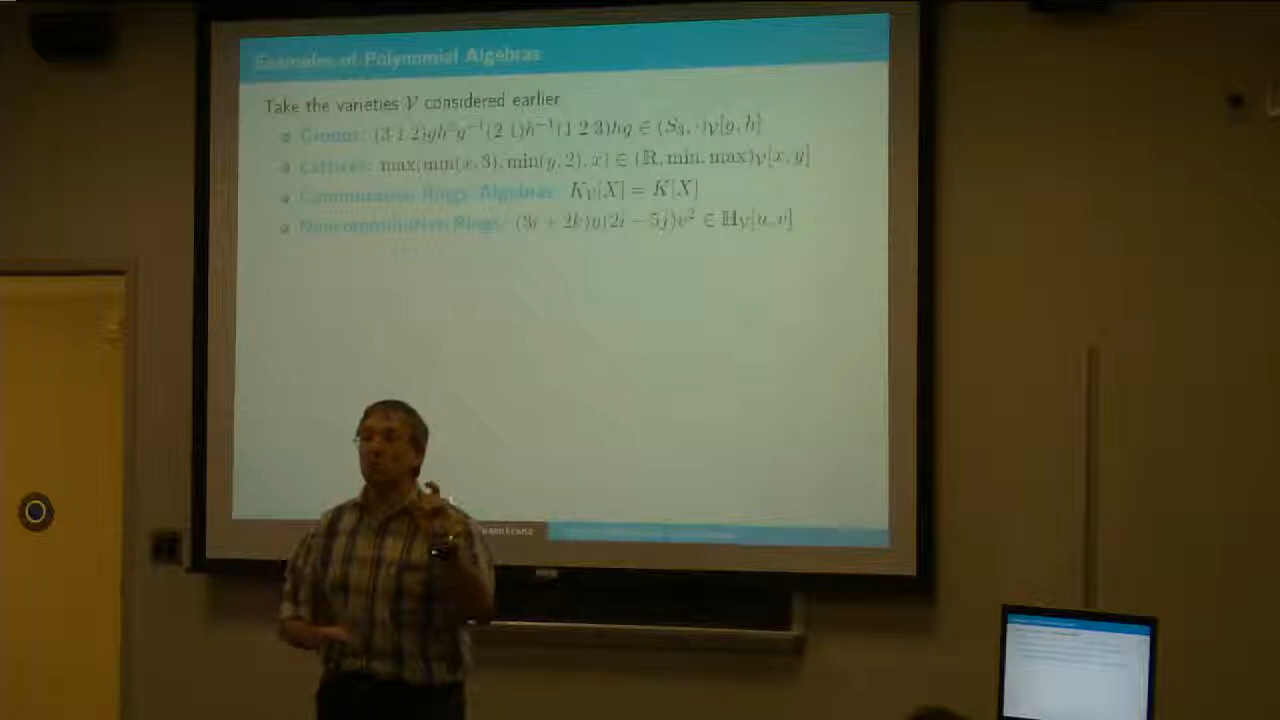 Examples of Polynomial Algebras
Take the varieties 𝒱 considered earlier
Groups: (3 1 2)gh²g⁻¹(2 1)h⁻¹(1 2 3)hg ∈ (S₃, ·)𝒱[g, h]
Lattices: max(min(x, 3), min(y, 2), x) ∈ (ℝ, min, max)𝒱[x, y]
Commutative Rings Algebras: K𝒱[X] = K[X]
Noncommutative Rings: (3i + 2k)u(2i − 5j)v² ∈ ℍ𝒱[u, v]